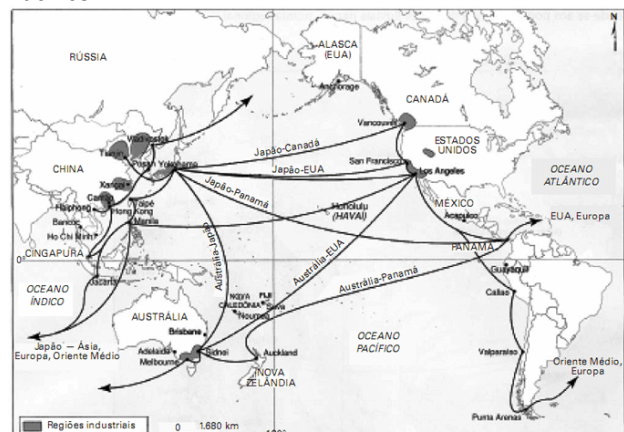 RÚSSIA
ALASCA
(EUA)
Anchorage
CANADÁ
Vancouver
ESTADOS
UNIDOS
San Francisco
Los Angeles
OCEANO
ATLÂNTICO
MÉXICO
Acapulco
EUA, Europa
PANAMÁ
Japão-Canadá
Japão-EUA
Japão-Panamá
Honolulu
(HAVAÍ)
CHINA
Pusan
Yokohama
Xangai
Haiphong
Hong Kong
Taipé
Manila
Bancoc
Ho Chi Minh
CINGAPURA
0°
Jacarta
OCEANO
ÍNDICO
Austrália-Japão
Austrália-EUA
Austrália-Panamá
Guayaquil
Callao
AUSTRÁLIA
Brisbane
NOVA
CALEDÔNIA
FIJI
Suva
Noumea
Japão — Ásia,
Europa, Oriente Médio
Adelaide
Melbourne
Sidnei
Auckland
NOVA
ZELÂNDIA
OCEANO
PACÍFICO
Valparaíso
Oriente Médio,
Europa
Punta Arenas
Regiões industriais
0 1.680 km
N